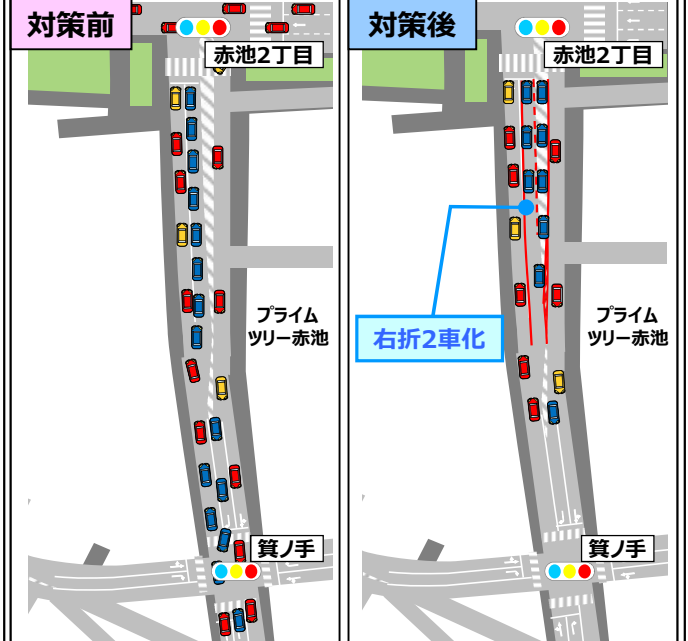 対策前
赤池2丁目
プライム
ツリー赤池
箕ノ手
対策後
赤池2丁目
右折2車化
プライム
ツリー赤池
箕ノ手